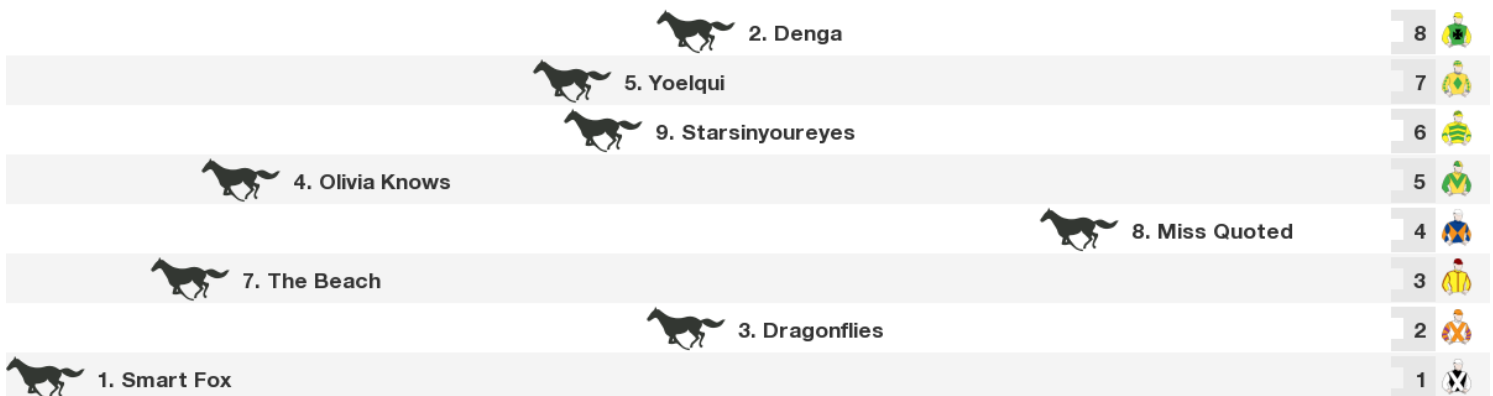 2. Denga 8
5. Yoelqui 7
9. Starsinyoureyes 6
4. Olivia Knows 5
8. Miss Quoted 4
7. The Beach 3
3. Dragonflies 2
1. Smart Fox 1